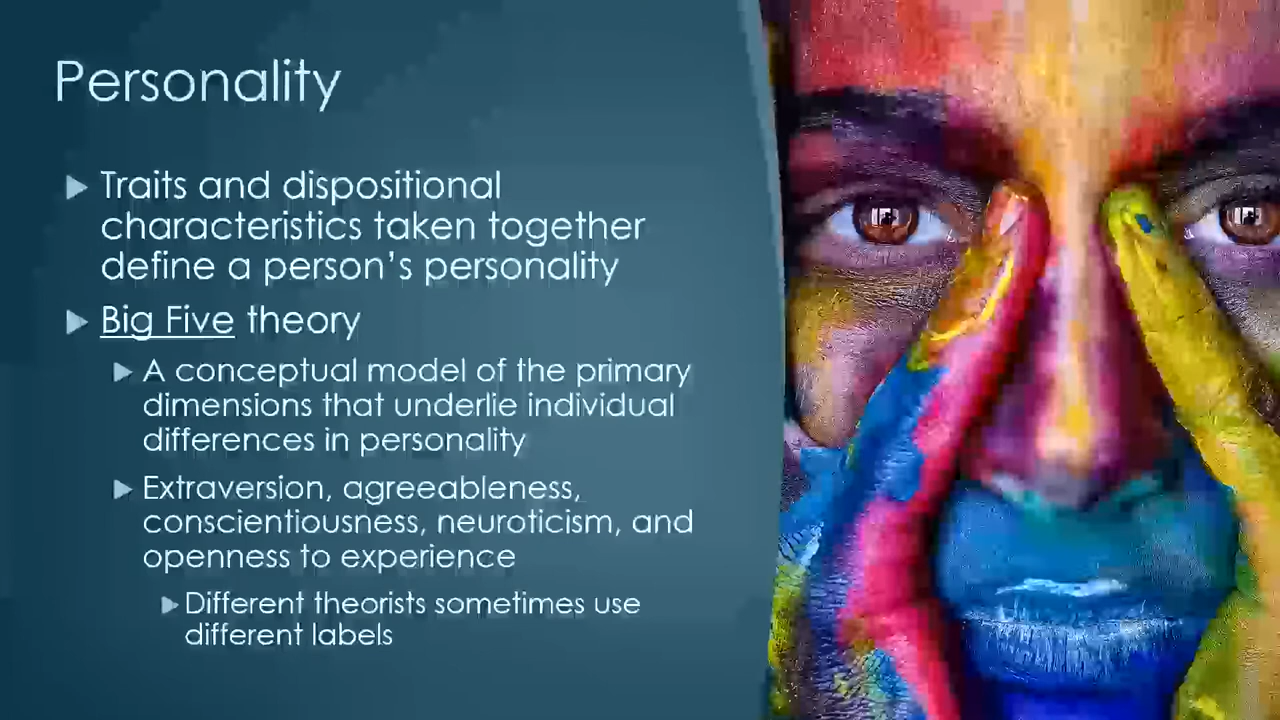 Personality
Traits and dispositional
characteristics taken together
define a person's personality
Big Five theory
A conceptual model of the primary
dimensions that underlie individual
differences in personality
Extraversion, agreeableness,
conscientiousness, neuroticism, and
openness to experience
Different theorists sometimes use
different labels